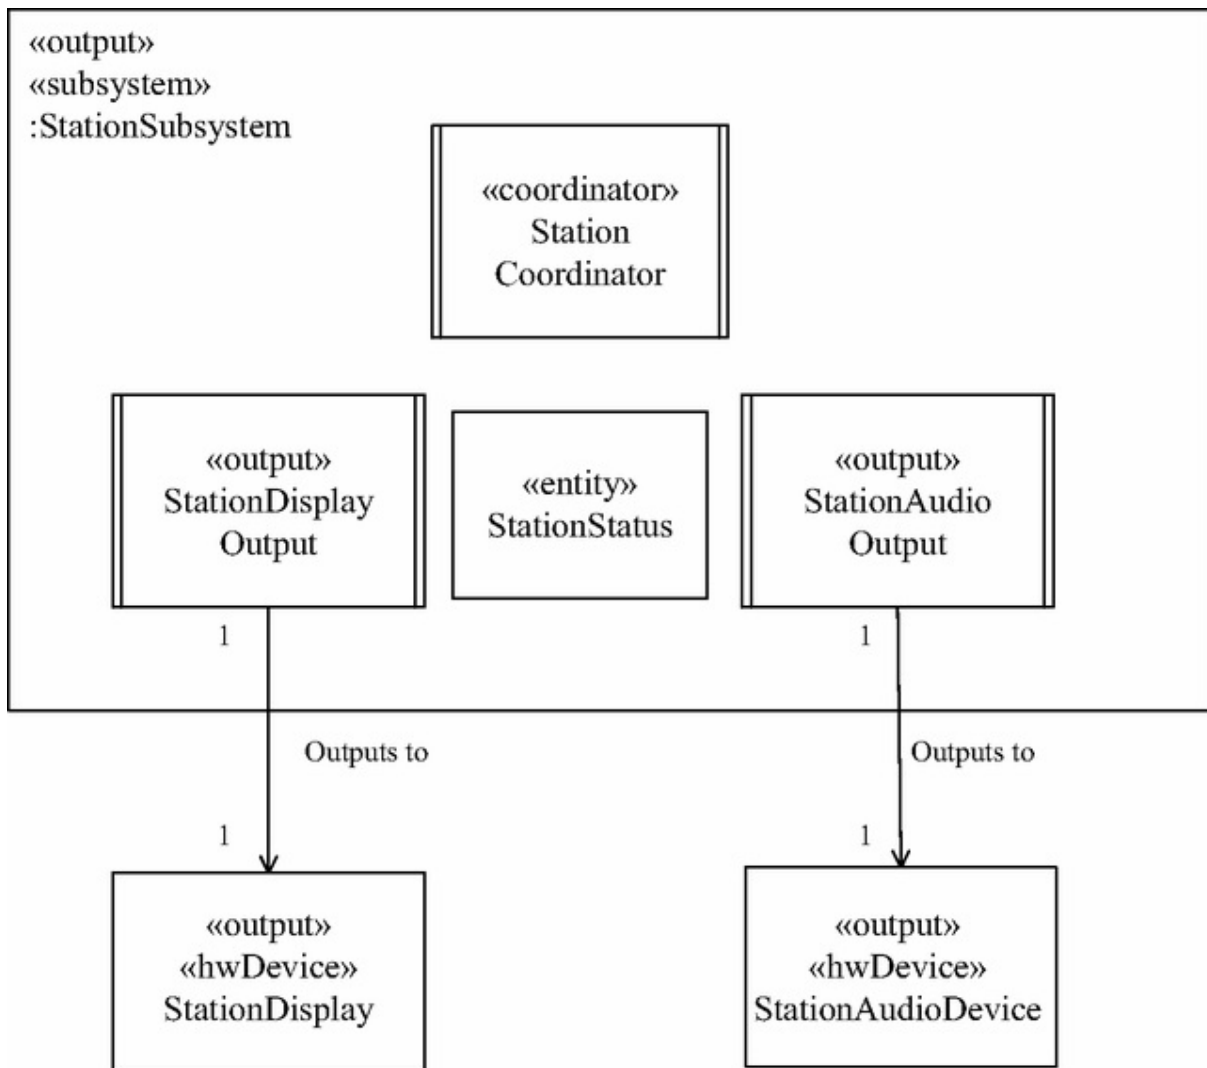 «output»
«subsystem»
:StationSubsystem
«coordinator»
Station
Coordinator
«output»
StationDisplay
Output
«entity»
StationStatus
«output»
StationAudio
Output
1
1
Outputs to
Outputs to
1
1
«output»
«hwDevice»
StationDisplay
«output»
«hwDevice»
StationAudioDevice